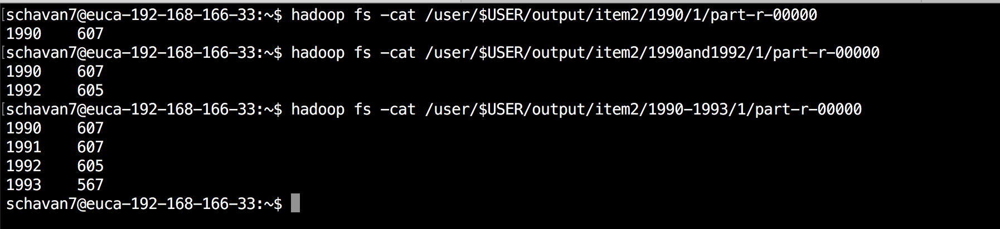 [schavan7@euca-192-168-166-33:~$ hadoop fs -cat /user/$USER/output/item2/1990/1/part-r-00000
1990    607
[schavan7@euca-192-168-166-33:~$ hadoop fs -cat /user/$USER/output/item2/1990and1992/1/part-r-00000
1990    607
1992    605
[schavan7@euca-192-168-166-33:~$ hadoop fs -cat /user/$USER/output/item2/1990-1993/1/part-r-00000
1990    607
1991    607
1992    605
1993    567
schavan7@euca-192-168-166-33:~$